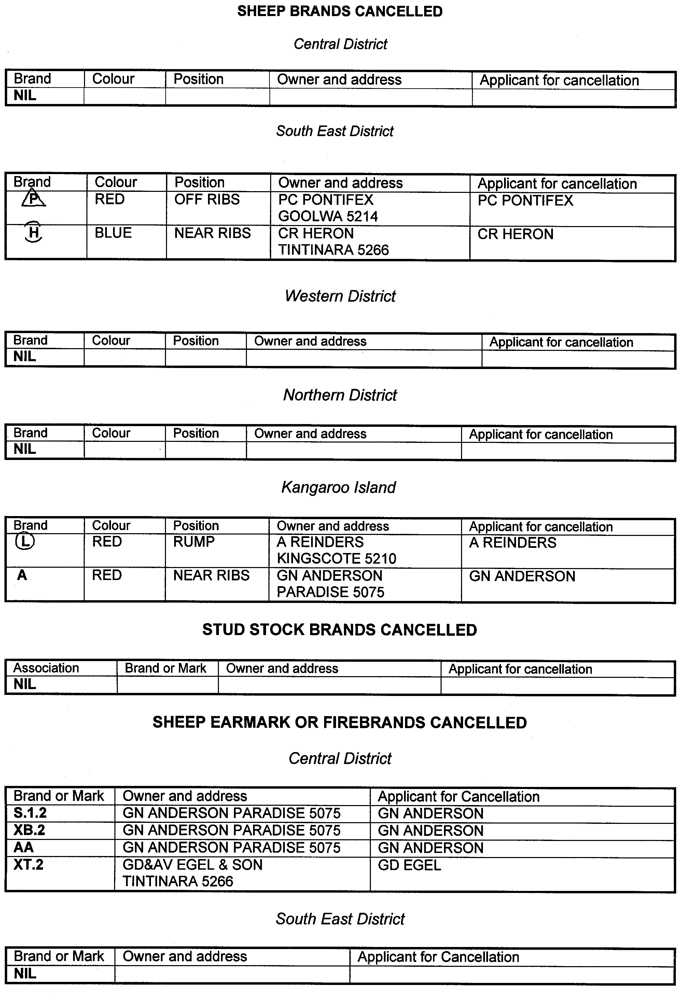 SHEEP BRANDS CANCELLED
Central District
Brand Colour Position Owner and address Applicant for cancellation
NIL
South East District
Brand Colour Position Owner and address Applicant for cancellation
P RED OFF RIBS PC PONTIFEX PC PONTIFEX
GOOLWA 5214
H BLUE NEAR RIBS CR HERON CR HERON
TINTINARA 5266
Western District
Brand Colour Position Owner and address Applicant for cancellation
NIL
Northern District
Brand Colour Position Owner and address Applicant for cancellation
NIL
Kangaroo Island
Brand Colour Position Owner and address Applicant for cancellation
L RED RUMP A REINDERS A REINDERS
KINGSCOTE 5210
A RED NEAR RIBS GN ANDERSON GN ANDERSON
PARADISE 5075
STUD STOCK BRANDS CANCELLED
Association Brand or Mark Owner and address Applicant for cancellation
NIL
SHEEP EARMARK OR FIREBRANDS CANCELLED
Central District
Brand or Mark Owner and address Applicant for Cancellation
S.1.2 GN ANDERSON PARADISE 5075 GN ANDERSON
XB.2 GN ANDERSON PARADISE 5075 GN ANDERSON
AA GN ANDERSON PARADISE 5075 GN ANDERSON
XT.2 GD&AV EGEL & SON GD EGEL
TINTINARA 5266
South East District
Brand or Mark Owner and address Applicant for Cancellation
NIL